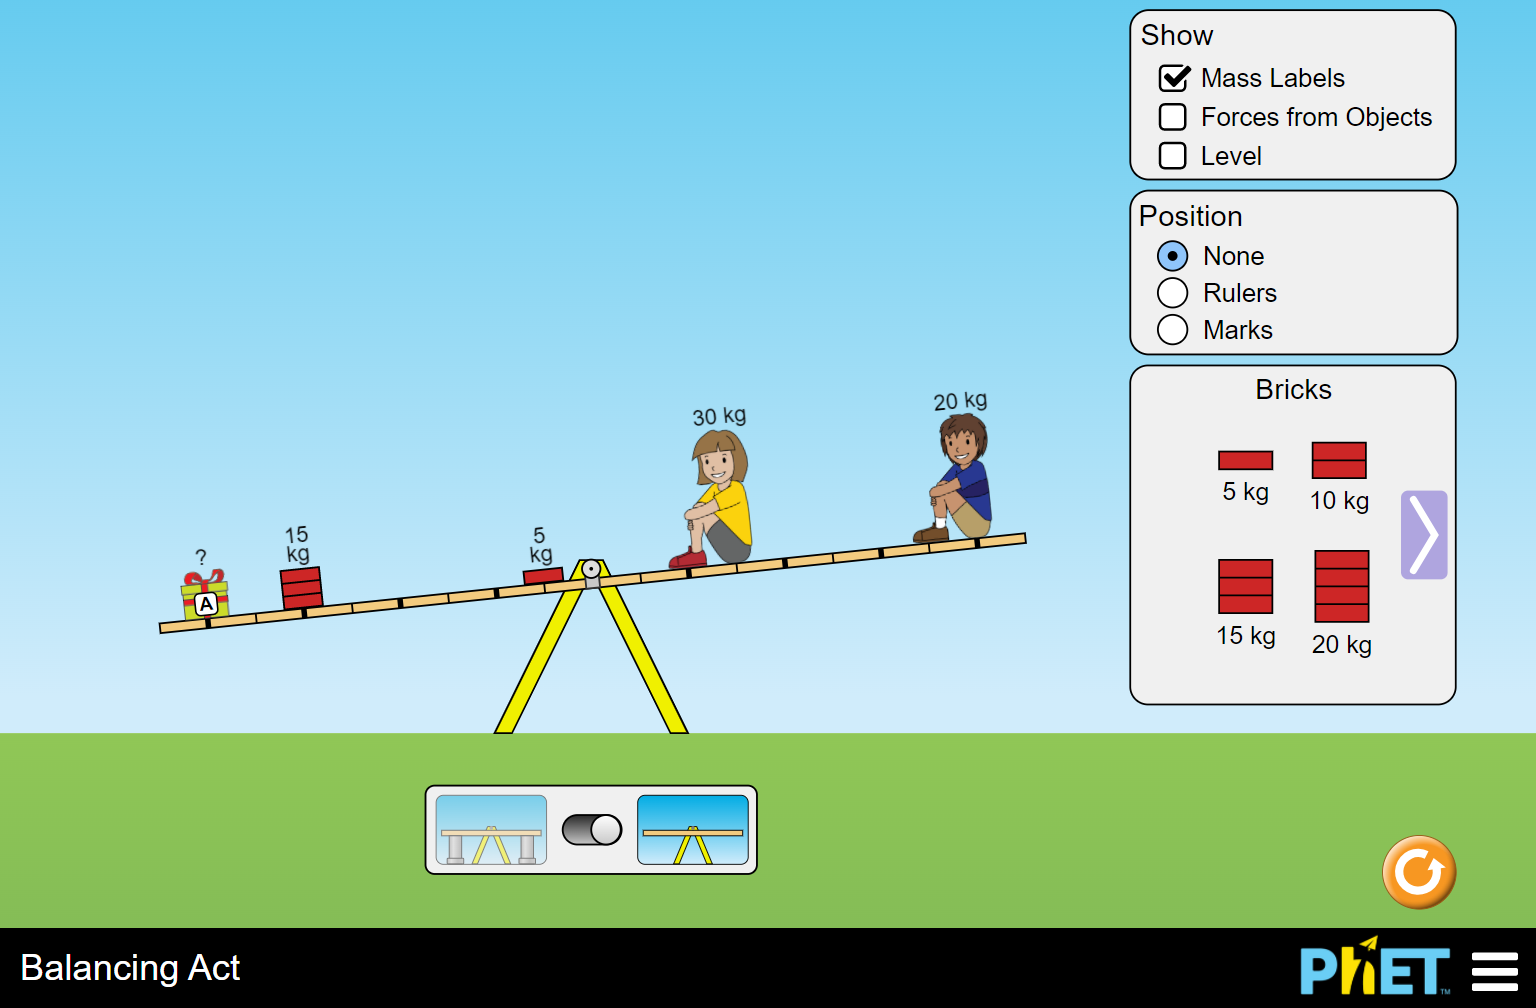 Show
Mass Labels
Forces from Objects
Level
Position
None
Rulers
Marks
Bricks
5 kg
10 kg
15 kg
20 kg
20 kg
30 kg
15
kg
5
kg
?
A
Balancing Act
PhET™